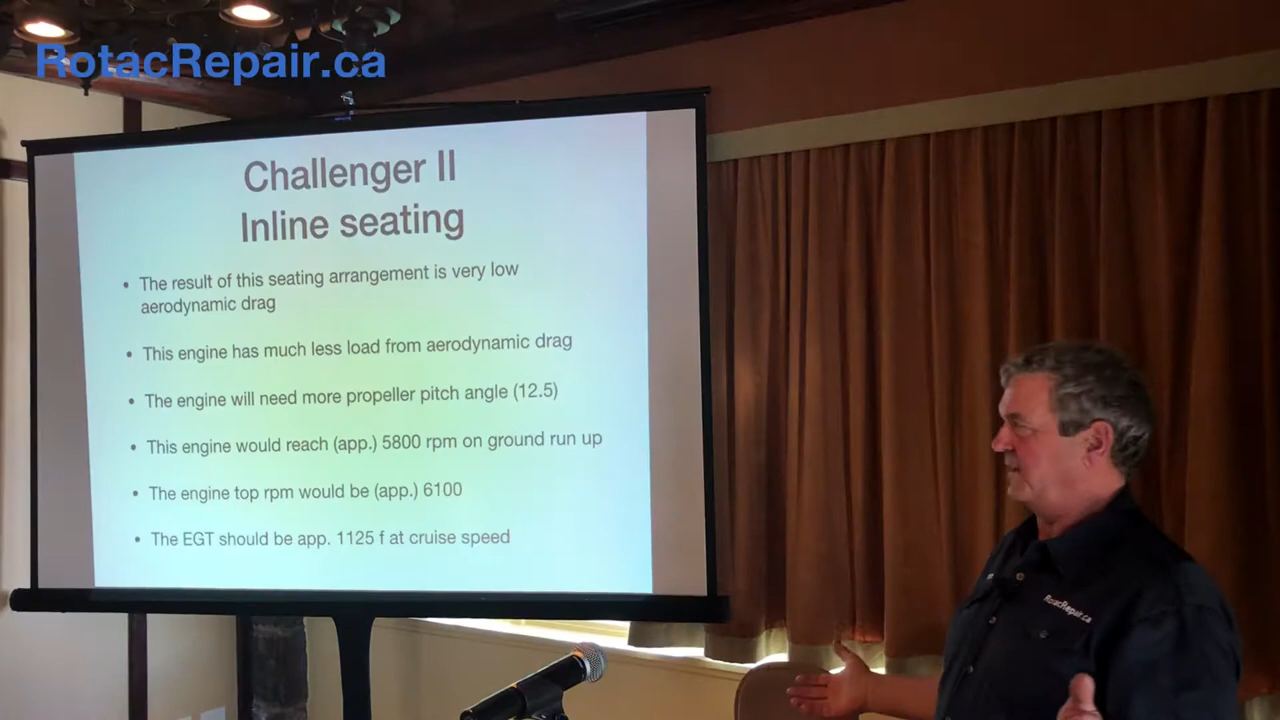 RotacRepair.ca
Challenger II
Inline seating
• The result of this seating arrangement is very low
aerodynamic drag
• This engine has much less load from aerodynamic drag
• The engine will need more propeller pitch angle (12.5)
• This engine would reach (app.) 5800 rpm on ground run up
• The engine top rpm would be (app.) 6100
• The EGT should be app. 1125 f at cruise speed
RotacRepair.ca